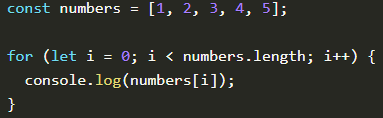 const numbers = [1, 2, 3, 4, 5];

for (let i = 0; i < numbers.length; i++) {
  console.log(numbers[i]);
}